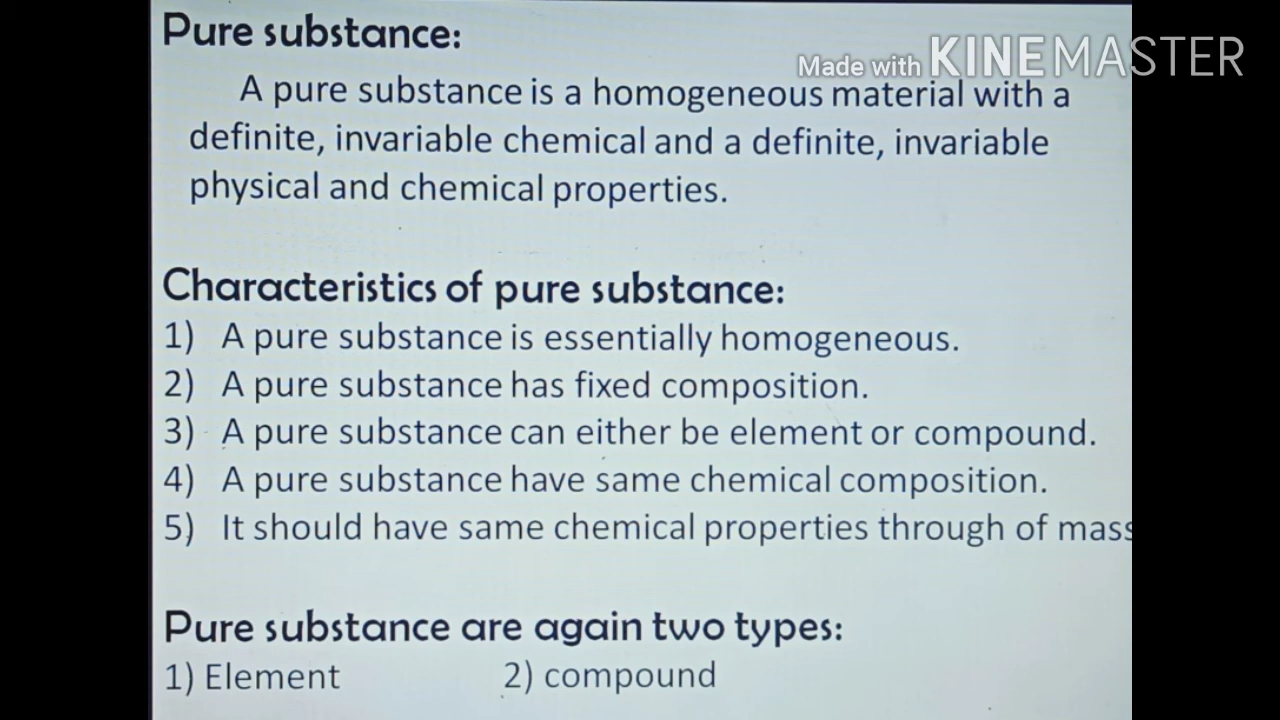 Pure substance:
Made with KINEMASTER
A pure substance is a homogeneous material with a
definite, invariable chemical and a definite, invariable
physical and chemical properties.
Characteristics of pure substance:
1) A pure substance is essentially homogeneous.
2) A pure substance has fixed composition.
3) A pure substance can either be element or compound.
4) A pure substance have same chemical composition.
5) It should have same chemical properties through of mass
Pure substance are again two types:
1) Element 2) compound